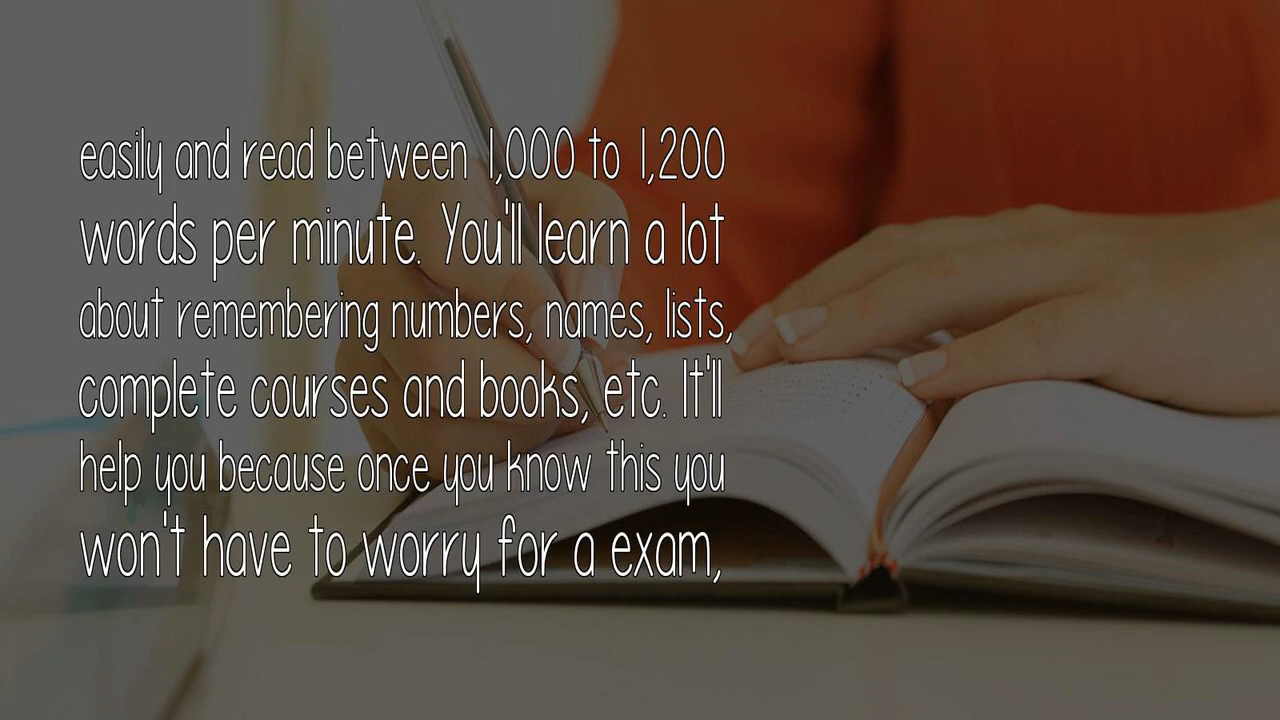 easily and read between 1,000 to 1,200
words per minute. You'll learn a lot
about remembering numbers, names, lists,
complete courses and books, etc. It'll
help you because once you know this you
won't have to worry for a exam,